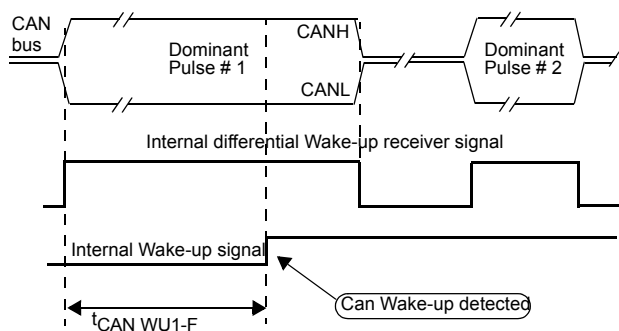 CAN
bus
CANH
Dominant
Pulse # 1
Dominant
Pulse # 2
CANL
Internal differential Wake-up receiver signal
Internal Wake-up signal
Can Wake-up detected
tCAN WU1-F